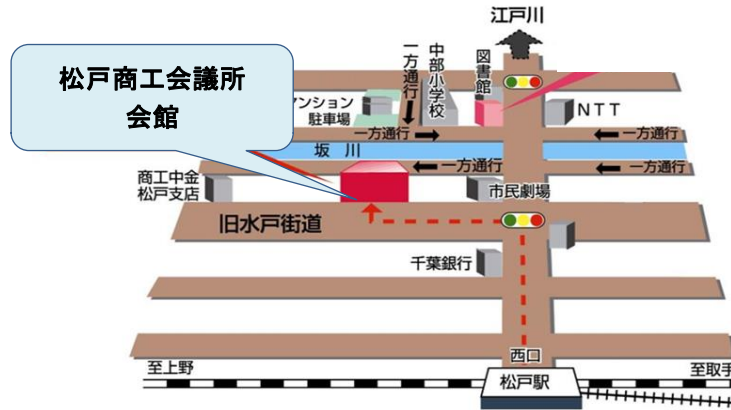 江戸川
松戸商工会議所
会館
一方通行
中部小学校
図書館
ンション
駐車場
NTT
一方通行
一方通行
坂川
一方通行
一方通行
商工中金
松戸支店
市民劇場
旧水戸街道
千葉銀行
西口
至上野
松戸駅
至取手